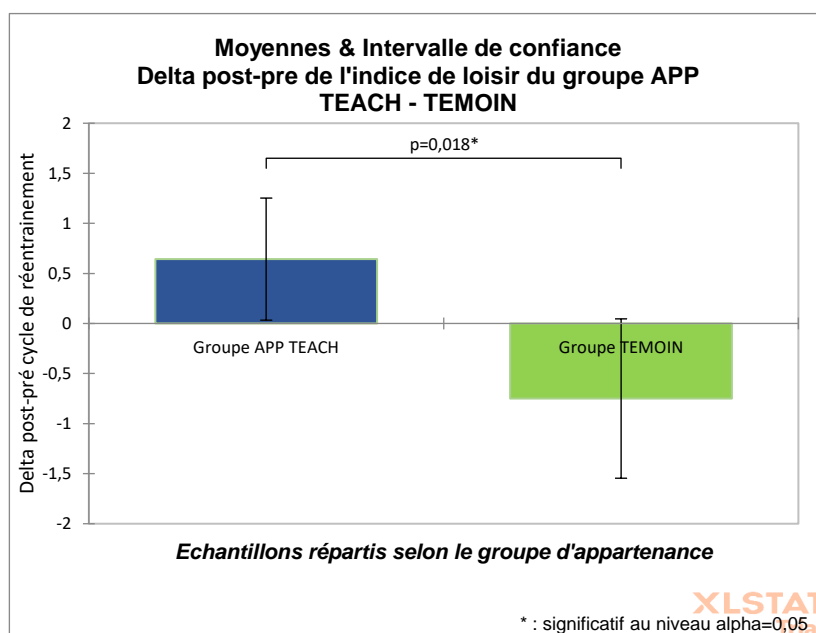 Moyennes & Intervalle de confiance
Delta post-pre de l'indice de loisir du groupe APP
TEACH - TEMOIN
2
p=0,018*
1,5
1
0,5
0
-0,5
-1
-1,5
-2
Delta post-pré cycle de réentrainement
Groupe APP TEACH
Groupe TEMOIN
Echantillons répartis selon le groupe d'appartenance
XLSTAT
* : significatif au niveau alpha=0,05